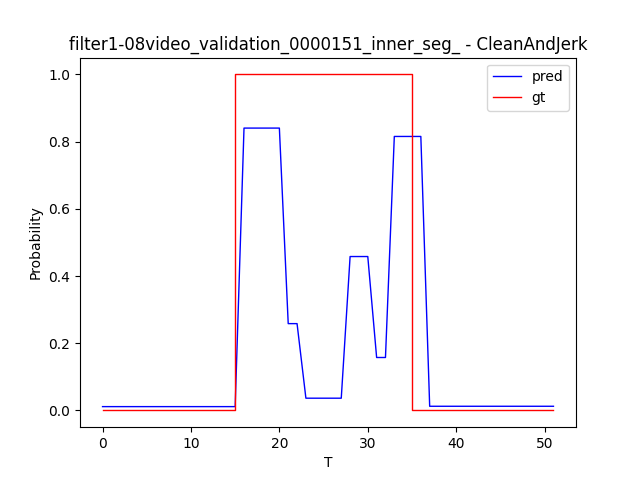 filter1-08video_validation_0000151_inner_seg_ - CleanAndJerk
pred
gt
1.0
0.8
0.6
0.4
0.2
0.0
Probability
0 10 20 30 40 50
T